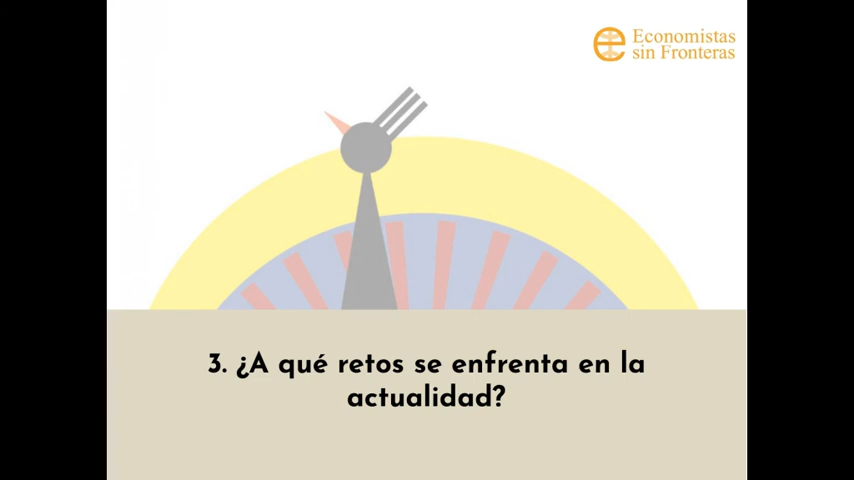 Economistas
sin Fronteras
3. ¿A qué retos se enfrenta en la
actualidad?